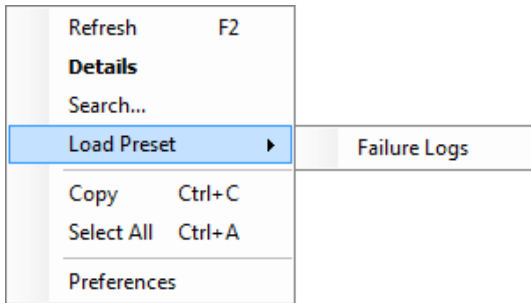 Refresh F2
Details
Search...
Load Preset
Failure Logs
Copy Ctrl+C
Select All Ctrl+A
Preferences